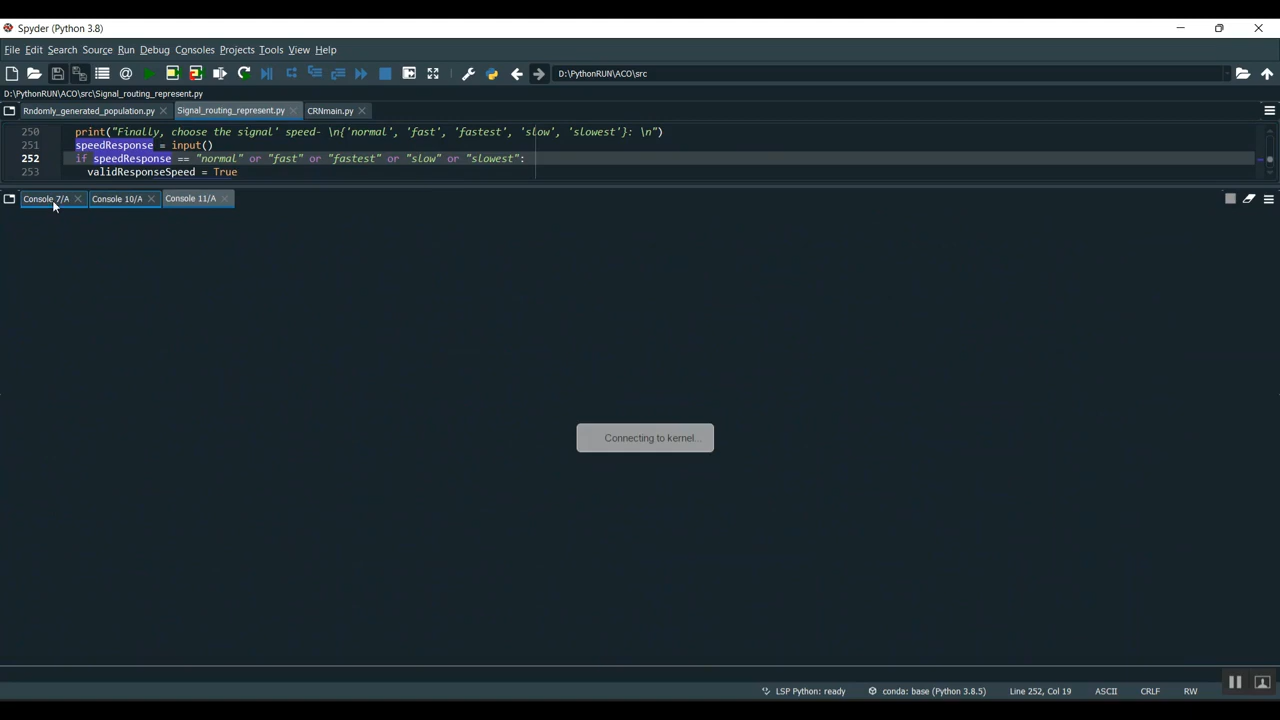 Spyder (Python 3.8)
File Edit Search Source Run Debug Consoles Projects Tools View Help
D:\PythonRUN\ACO\src
D:\PythonRUN\ACO\src\Signal_routing_represent.py
Rndomly_generated_population.py Signal_routing_represent.py CRNmain.py
250 print("Finally, choose the signal' speed- \n{'normal', 'fast', 'fastest', 'slow', 'slowest'}: \n")
251 speedResponse = input()
252 if speedResponse == "normal" or "fast" or "fastest" or "slow" or "slowest":
253 validResponseSpeed = True
Console 7/A Console 10/A Console 11/A
Connecting to kernel...
LSP Python: ready conda: base (Python 3.8.5) Line 252, Col 19 ASCII CRLF RW